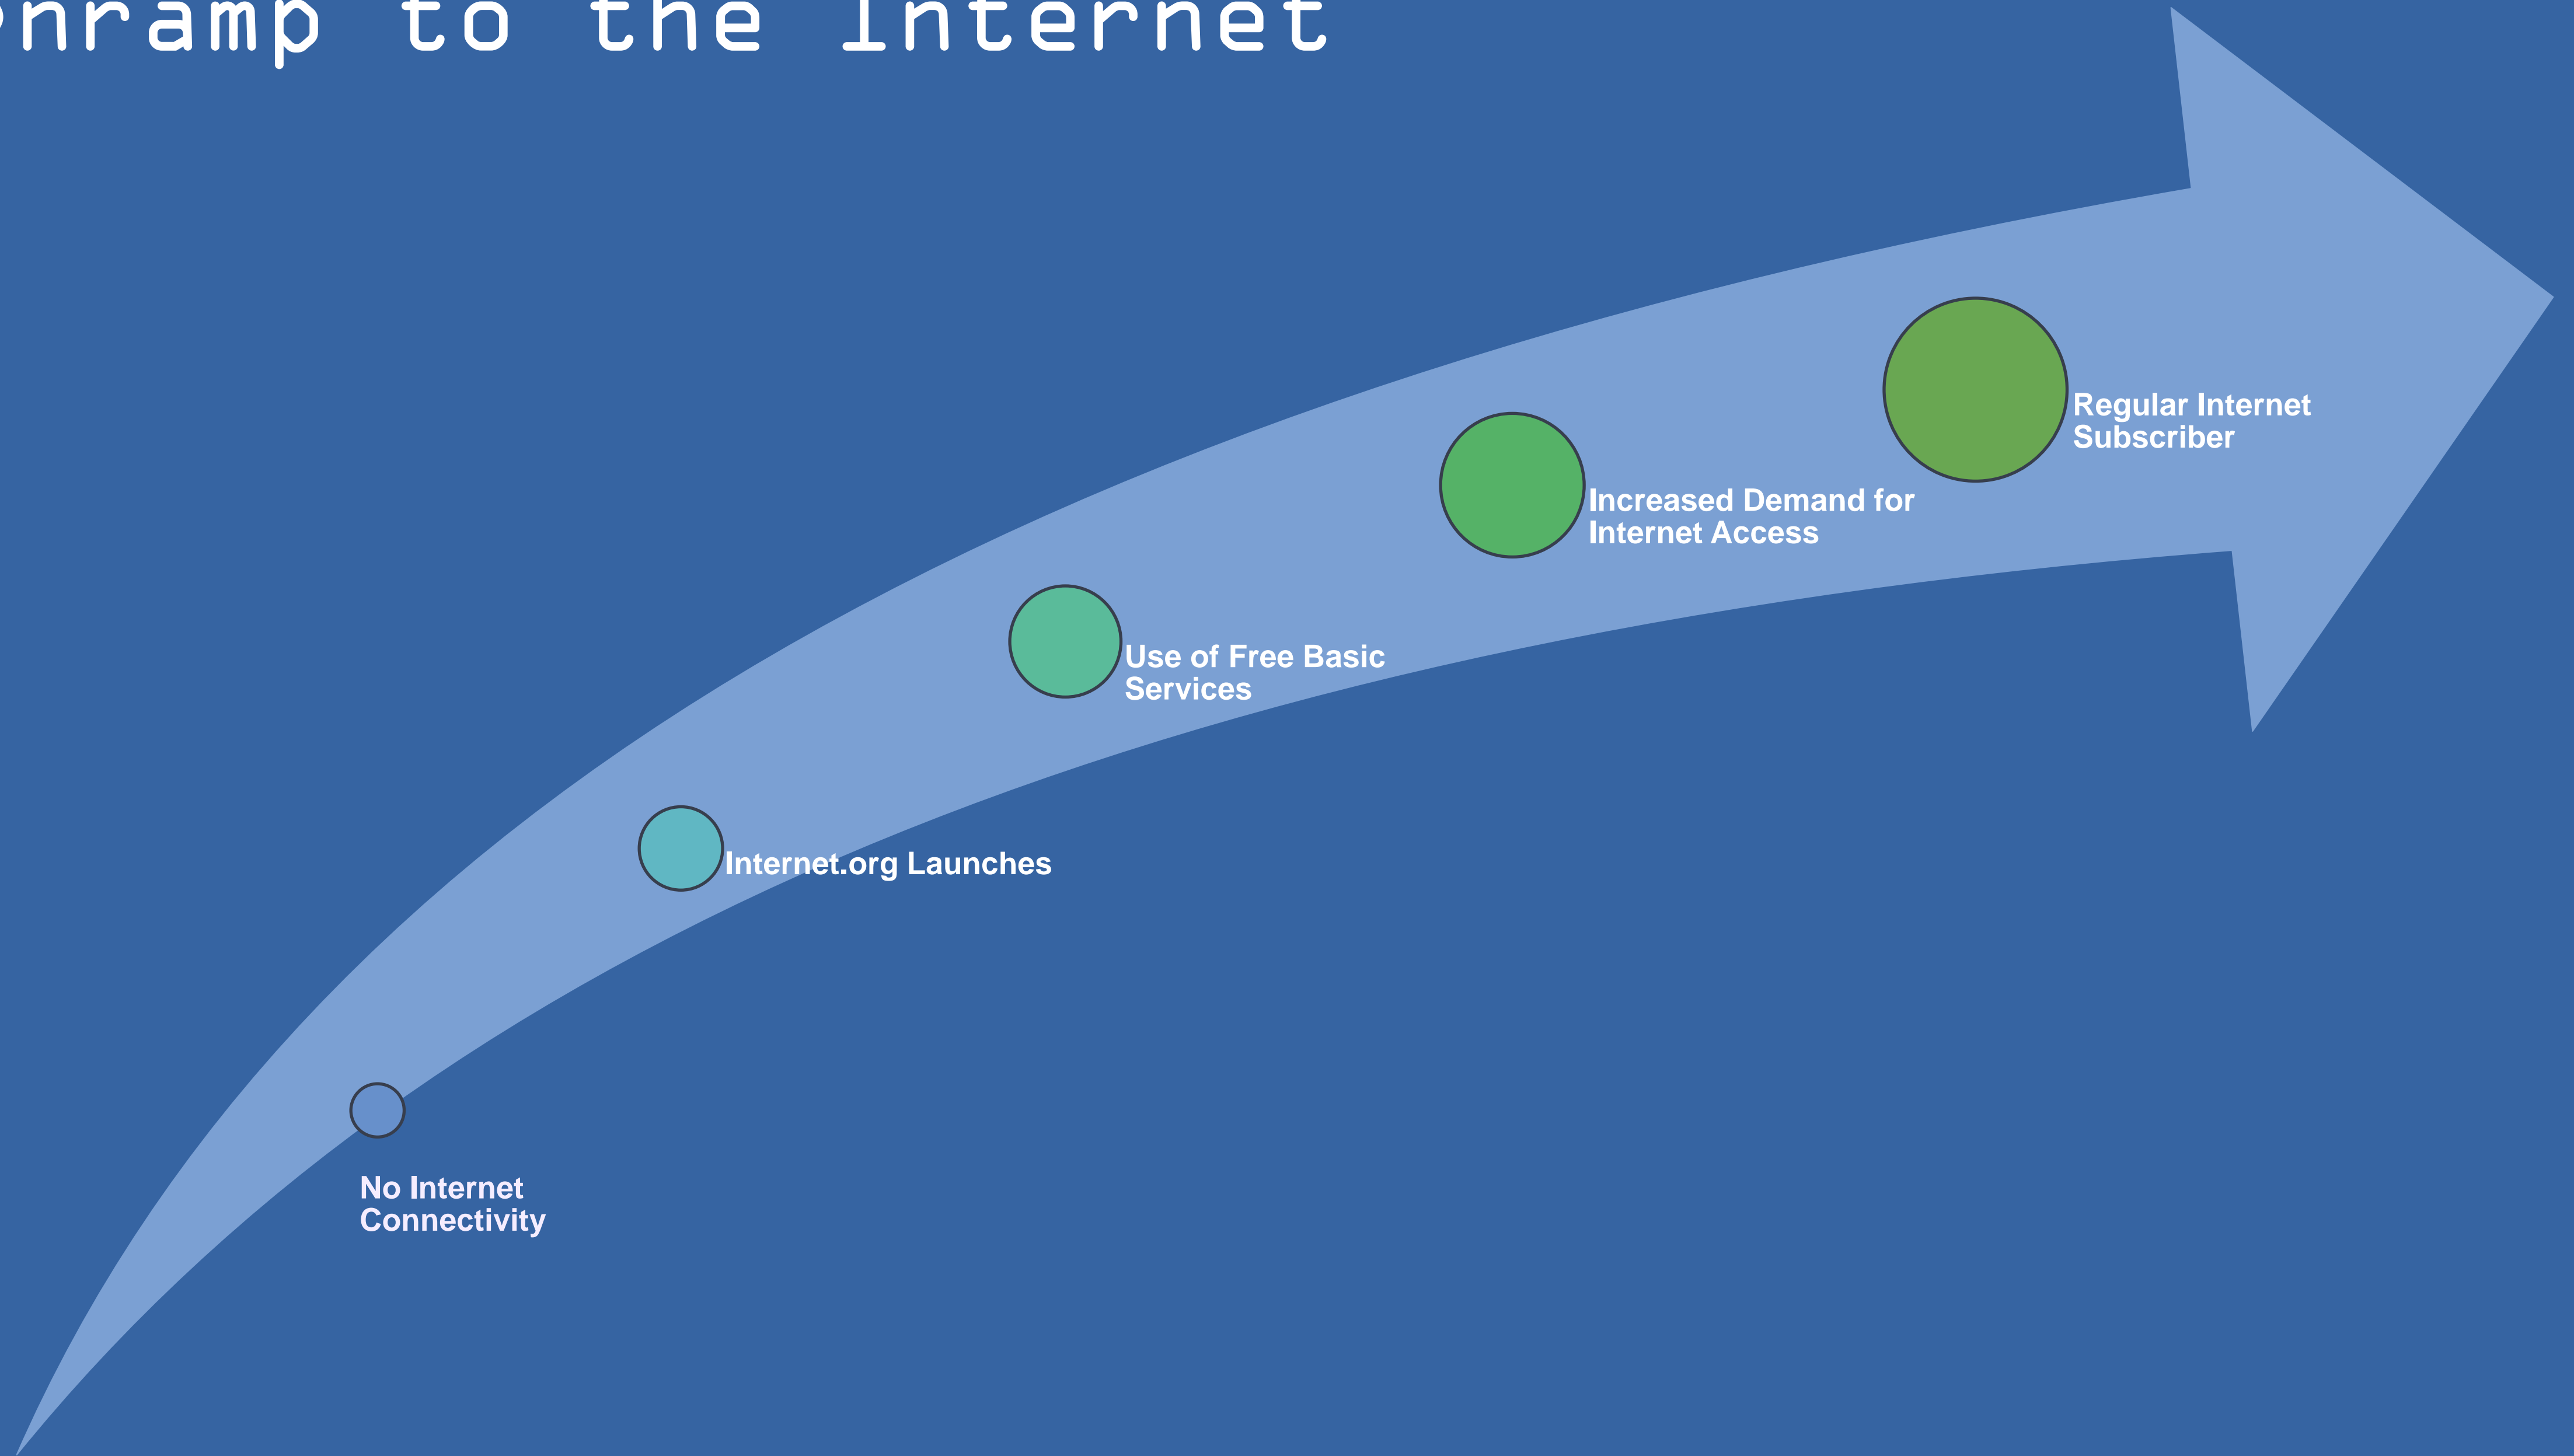 onramp to the Internet
Regular Internet
Subscriber
Increased Demand for
Internet Access
Use of Free Basic
Services
Internet.org Launches
No Internet
Connectivity